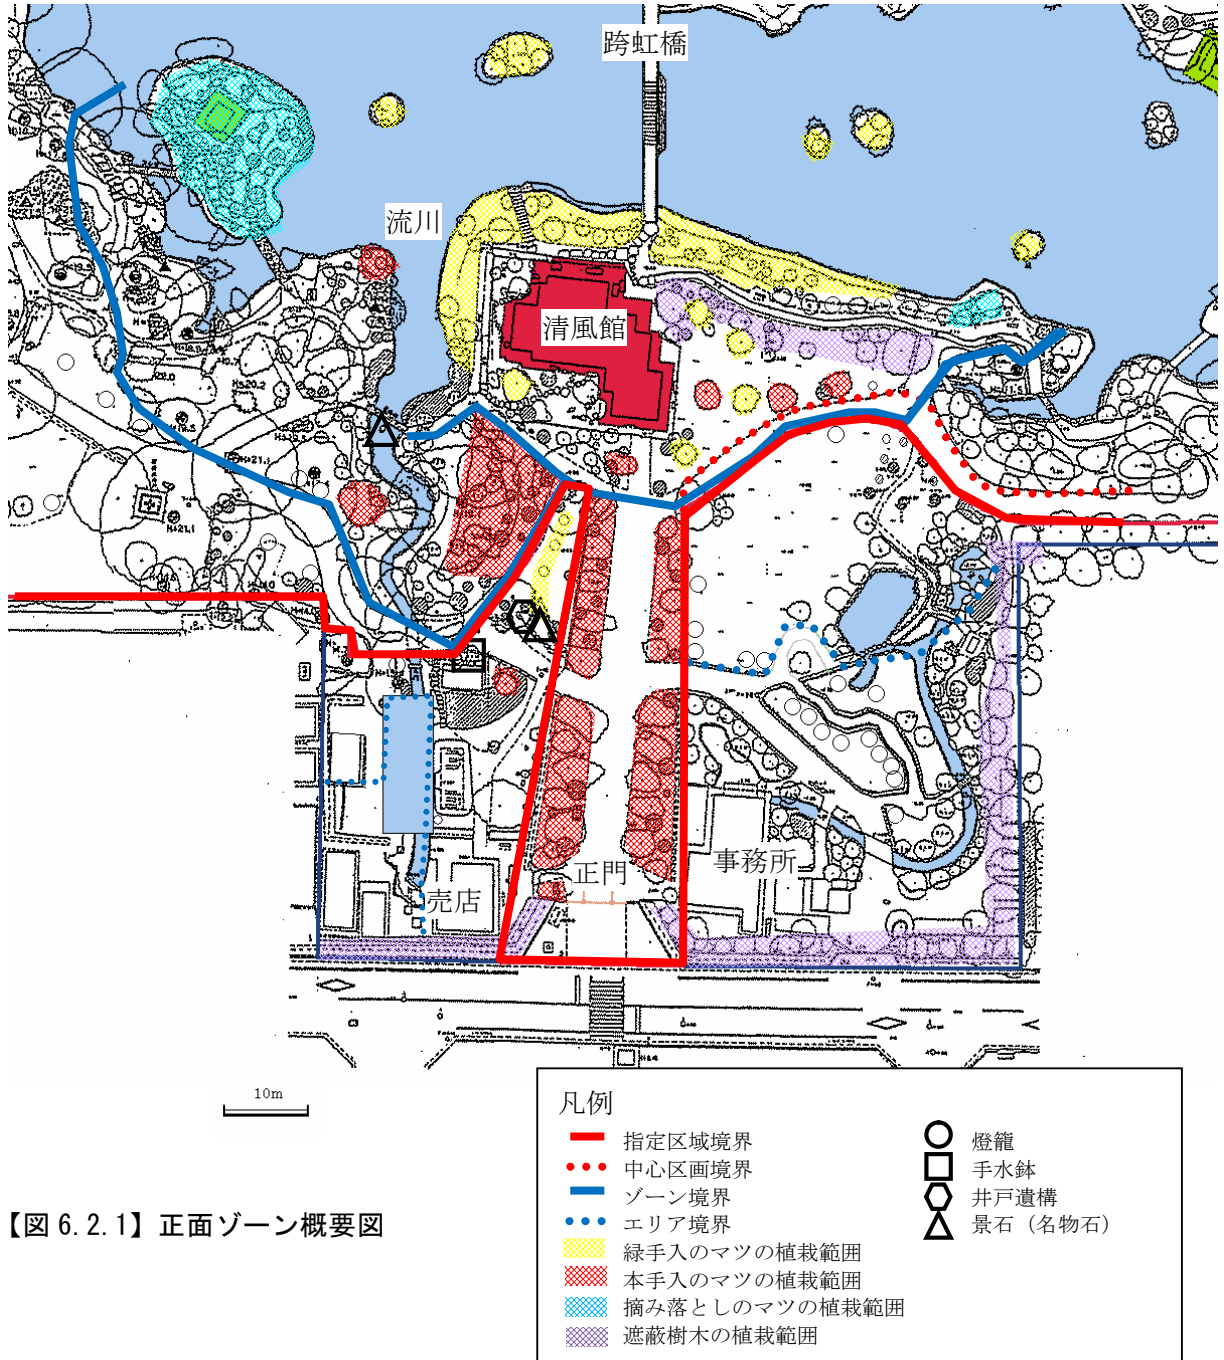 跨虹橋
流川
清風館
正門
事務所
売店
10m
凡例
指定区域境界
中心区画境界
ゾーン境界
エリア境界
緑手入のマツの植栽範囲
本手入のマツの植栽範囲
摘み落としのマツの植栽範囲
遮蔽樹木の植栽範囲
燈籠
手水鉢
井戸遺構
景石（名物石）
【図 6.2.1】正面ゾーン概要図